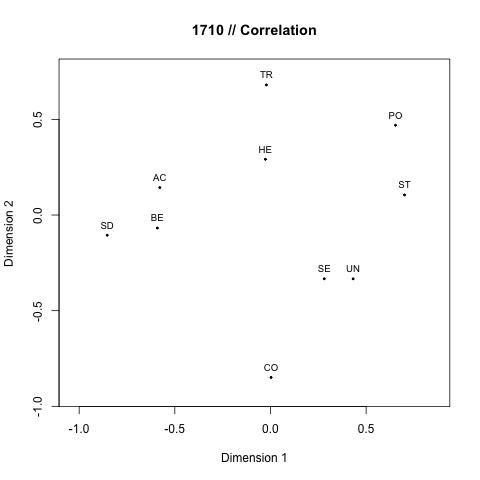 1710 // Correlation
TR
PO
HE
AC
ST
BE
SD
SE UN
CO
0.5
0.0
-0.5
-1.0
Dimension 2
-1.0 -0.5 0.0 0.5
Dimension 1